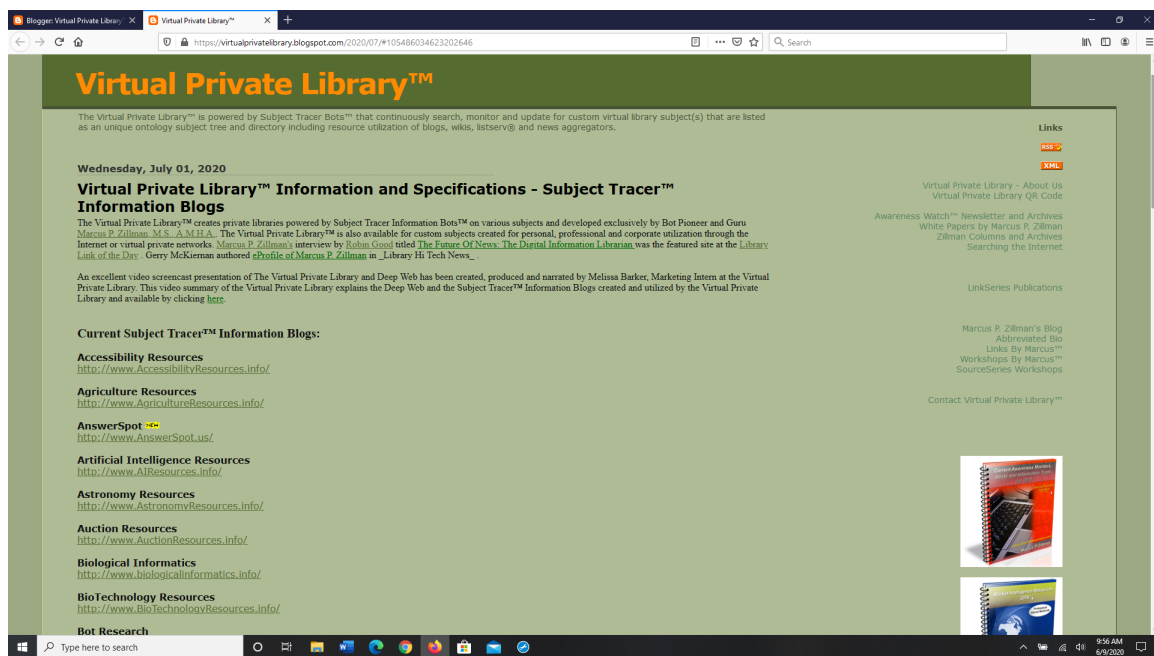 Blogger: Virtual Private Library
Virtual Private Library™
https://virtualprivatelibrary.blogspot.com/2020/07/#105486034623202646
Search
Virtual Private Library™
The Virtual Private Library™ is powered by Subject Tracer Bots™ that continuously search, monitor and update for custom virtual library subject(s) that are listed
as an unique ontology subject tree and directory including resource utilization of blogs, wikis, listserv® and news aggregators.
Wednesday, July 01, 2020
Virtual Private Library™ Information and Specifications - Subject Tracer™
Information Blogs
The Virtual Private Library™ creates private libraries powered by Subject Tracer Information Bots™ on various subjects and developed exclusively by Bot Pioneer and Guru
Marcus P. Zillman, M.S., A.M.H.A.. The Virtual Private Library™ is also available for custom subjects created for personal, professional and corporate utilization through the
Internet or virtual private networks. Marcus P. Zillman's interview by Robin Good titled The Future Of News: The Digital Information Librarian was the featured site at the Library
Link of the Day . Gerry McKiernan authored eProfile of Marcus P. Zillman in _Library Hi Tech News_ .
An excellent video screencast presentation of The Virtual Private Library and Deep Web has been created, produced and narrated by Melissa Barker, Marketing Intern at the Virtual
Private Library. This video summary of the Virtual Private Library explains the Deep Web and the Subject Tracer™ Information Blogs created and utilized by the Virtual Private
Library and available by clicking here.
Current Subject Tracer™ Information Blogs:
Accessibility Resources
http://www.AccessibilityResources.info/
Agriculture Resources
http://www.AgricultureResources.info/
AnswerSpot NEW
http://www.AnswerSpot.us/
Artificial Intelligence Resources
http://www.AIResources.info/
Astronomy Resources
http://www.AstronomyResources.info/
Auction Resources
http://www.AuctionResources.info/
Biological Informatics
http://www.biologicalinformatics.info/
BioTechnology Resources
http://www.BioTechnologyResources.info/
Bot Research
Links
RSS
XML
Virtual Private Library - About Us
Virtual Private Library QR Code
Awareness Watch™ Newsletter and Archives
White Papers by Marcus P. Zillman
Zillman Columns and Archives
Searching the Internet
LinkSeries Publications
Marcus P. Zillman's Blog
Abbreviated Bio
Links By Marcus™
Workshops By Marcus™
SourceSeries Workshops
Contact Virtual Private Library™
Type here to search
9:56 AM
6/9/2020